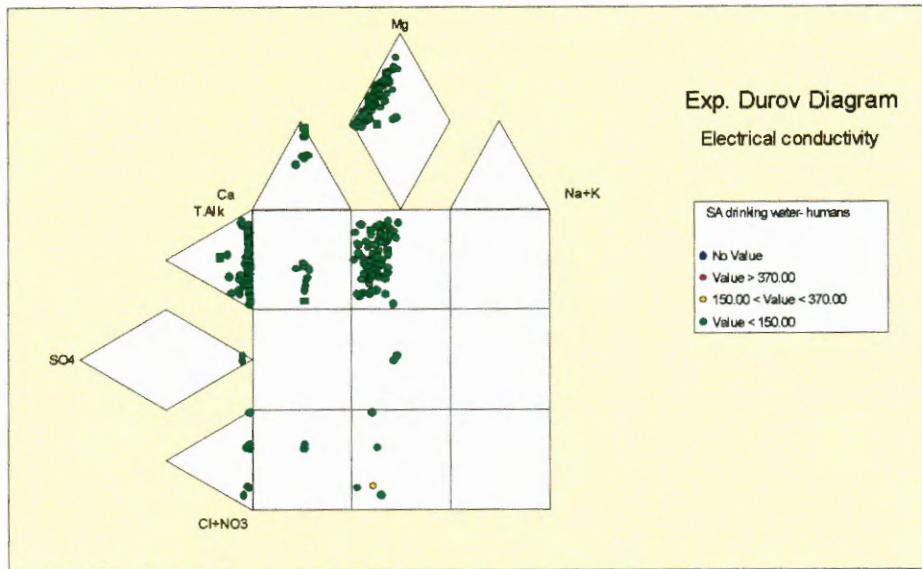 Mg
Exp. Durov Diagram
Electrical conductivity
Ca
T.Alk
Na+K
SA drinking water- humans
No Value
Value > 370.00
150.00 < Value < 370.00
Value < 150.00
SO4
Cl+NO3